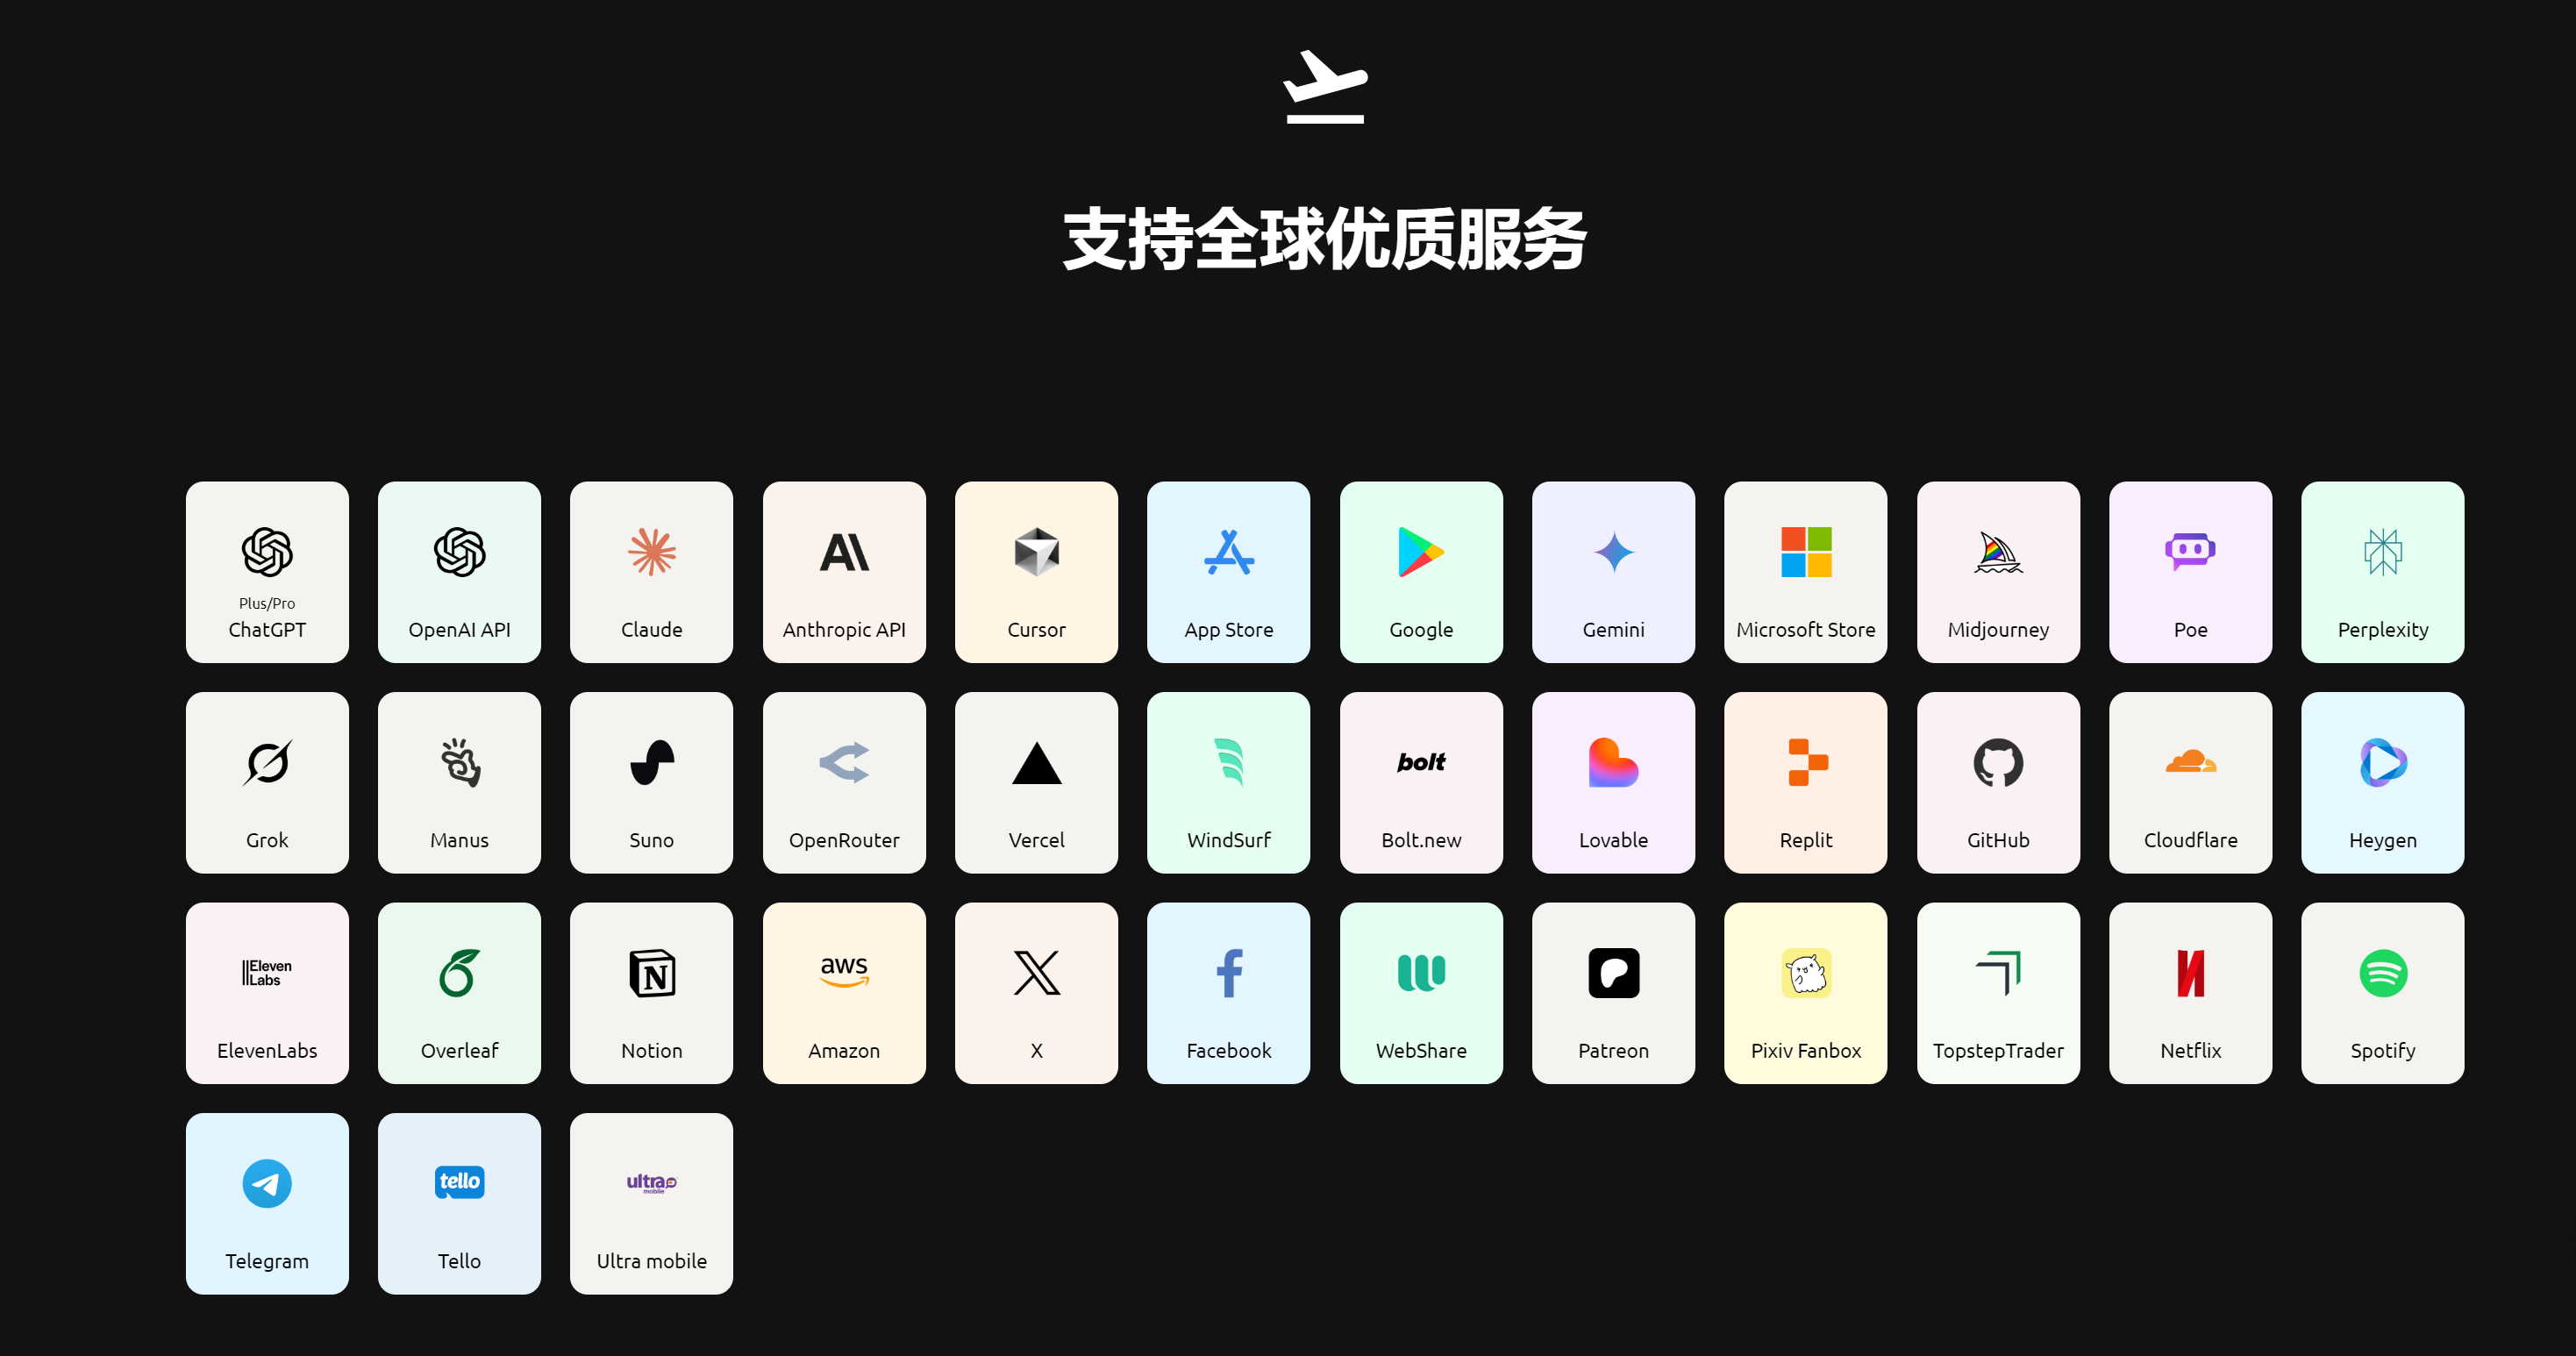 支持全球优质服务
Plus/Pro
ChatGPT
OpenAI API
Claude
Anthropic API
Cursor
App Store
Google
Gemini
Microsoft Store
Midjourney
Poe
Perplexity
Grok
Manus
Suno
OpenRouter
Vercel
WindSurf
bolt
Bolt.new
Lovable
Replit
GitHub
Cloudflare
Heygen
ElevenLabs
ElevenLabs
Overleaf
Notion
aws
Amazon
X
Facebook
WebShare
Patreon
Pixiv Fanbox
TopstepTrader
Netflix
Spotify
Telegram
tello
Tello
ultra
mobile
Ultra mobile